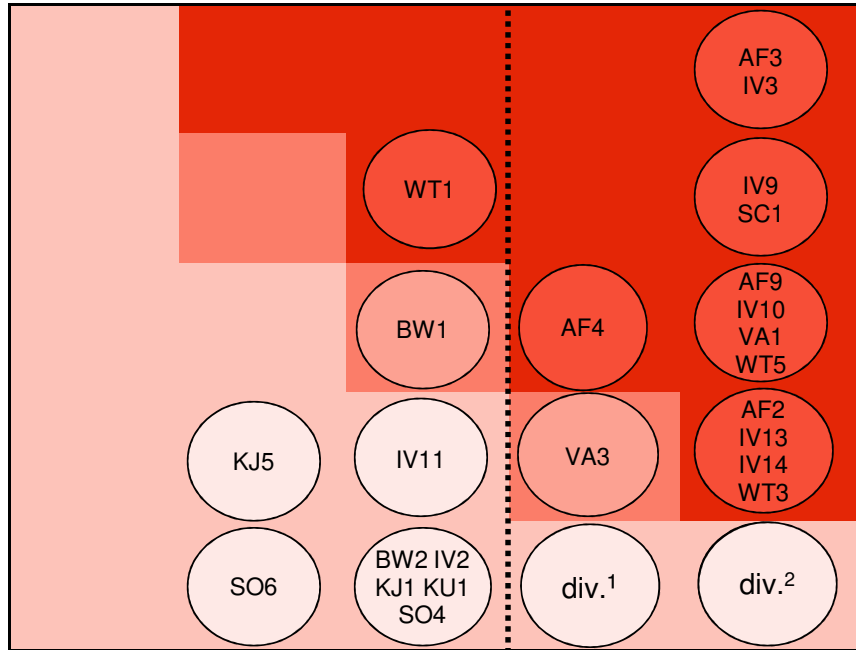 AF3
IV3
WT1
IV9
SC1
BW1
AF4
AF9
IV10
VA1
WT5
KJ5
IV11
VA3
AF2
IV13
IV14
WT3
SO6
BW2 IV2
KJ1 KU1
SO4
div.¹
div.²